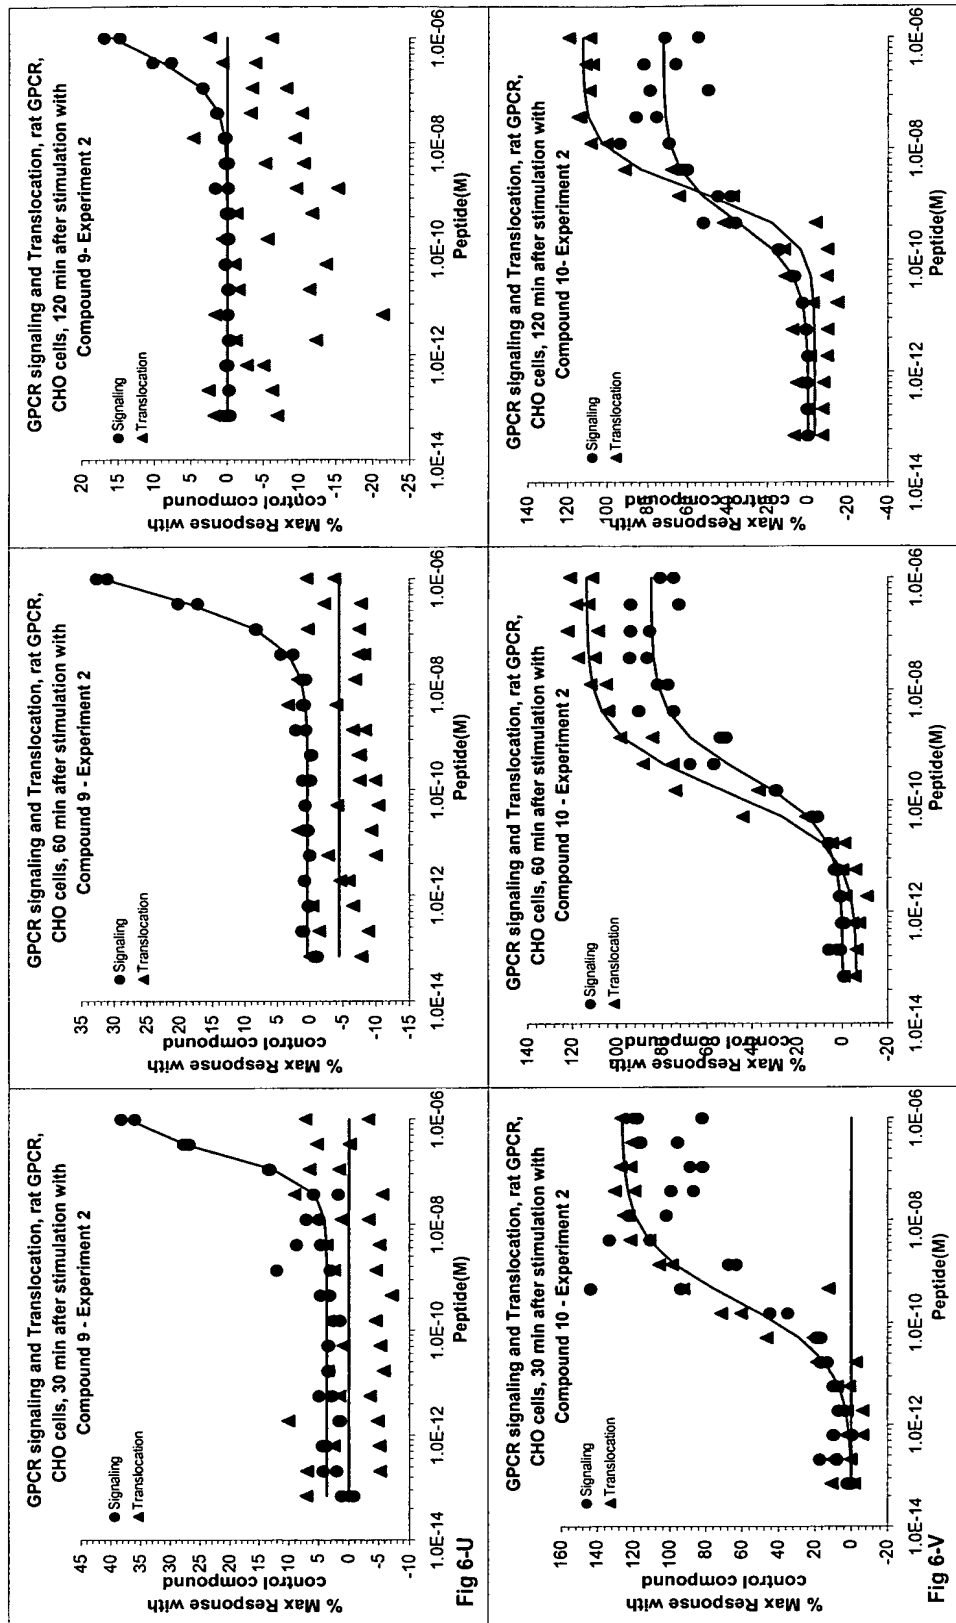 GPCR signaling and Translocation, rat GPCR,
CHO cells, 30 min after stimulation with
Compound 9 - Experiment 2
Signaling
Translocation
% Max Response with
control compound
45
40
35
30
25
20
15
10
5
0
-5
-10
1.0E-14
1.0E-12
1.0E-10
1.0E-08
1.0E-06
Peptide(M)
Fig 6-U
GPCR signaling and Translocation, rat GPCR,
CHO cells, 60 min after stimulation with
Compound 9 - Experiment 2
Signaling
Translocation
% Max Response with
control compound
35
30
25
20
15
10
5
0
-5
-10
-15
1.0E-14
1.0E-12
1.0E-10
1.0E-08
1.0E-06
Peptide(M)
GPCR signaling and Translocation, rat GPCR,
CHO cells, 120 min after stimulation with
Compound 9- Experiment 2
Signaling
Translocation
% Max Response with
control compound
20
15
10
5
0
-5
-10
-15
-20
-25
1.0E-14
1.0E-12
1.0E-10
1.0E-08
1.0E-06
Peptide(M)
GPCR signaling and Translocation, rat GPCR,
CHO cells, 30 min after stimulation with
Compound 10 - Experiment 2
Signaling
Translocation
% Max Response with
control compound
160
140
120
100
80
60
40
20
0
-20
1.0E-14
1.0E-12
1.0E-10
1.0E-08
1.0E-06
Peptide(M)
Fig 6-V
GPCR signaling and Translocation, rat GPCR,
CHO cells, 60 min after stimulation with
Compound 10 - Experiment 2
Signaling
Translocation
% Max Response with
control compound
140
120
100
80
60
40
20
0
-20
1.0E-14
1.0E-12
1.0E-10
1.0E-08
1.0E-06
Peptide(M)
GPCR signaling and Translocation, rat GPCR,
CHO cells, 120 min after stimulation with
Compound 10- Experiment 2
Signaling
Translocation
% Max Response with
control compound
140
120
100
80
60
40
20
0
-20
-40
1.0E-14
1.0E-12
1.0E-10
1.0E-08
1.0E-06
Peptide(M)